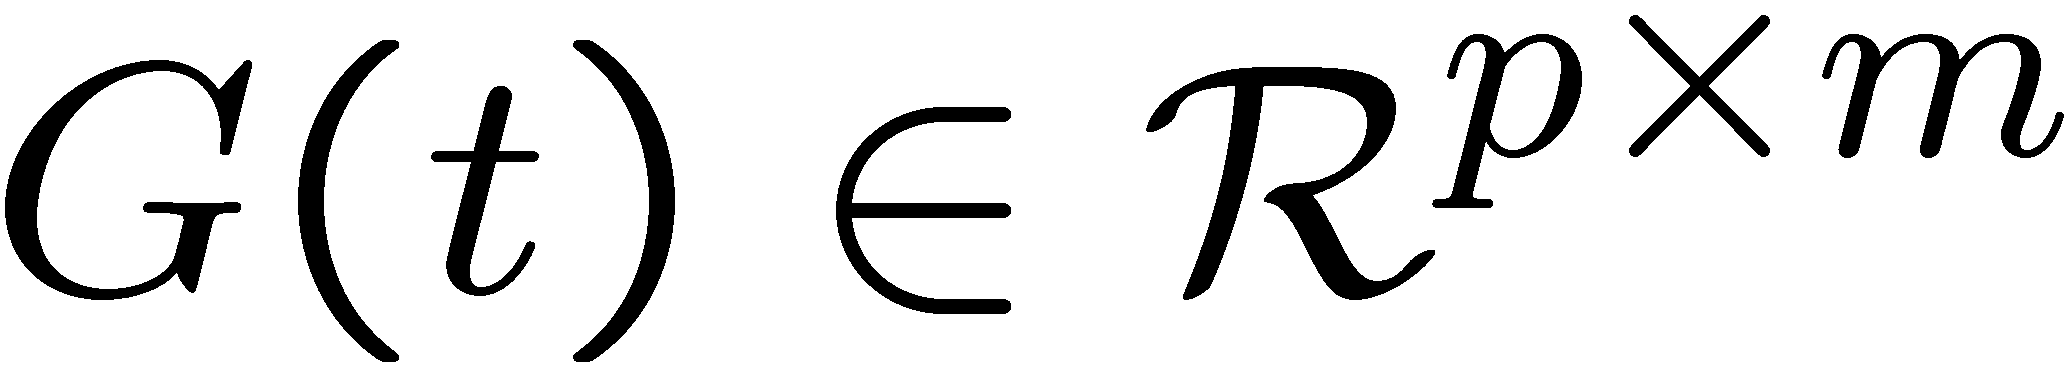 G(t) ∈ ℛ^{p×m}